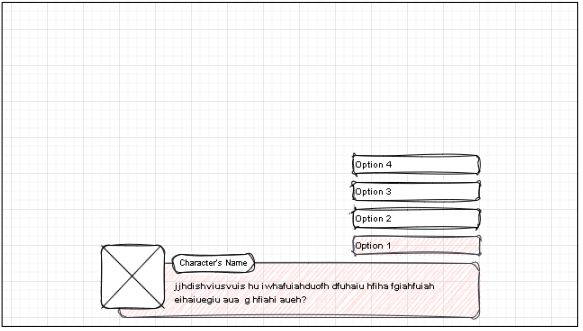 Option 4
Option 3
Option 2
Option 1
Character's Name
jjhdishviusvuis hu iwhafuiahduofh dfuhaiu hfiha fgiahfuiah
eihaiuegiu aua g hfiahi aueh?